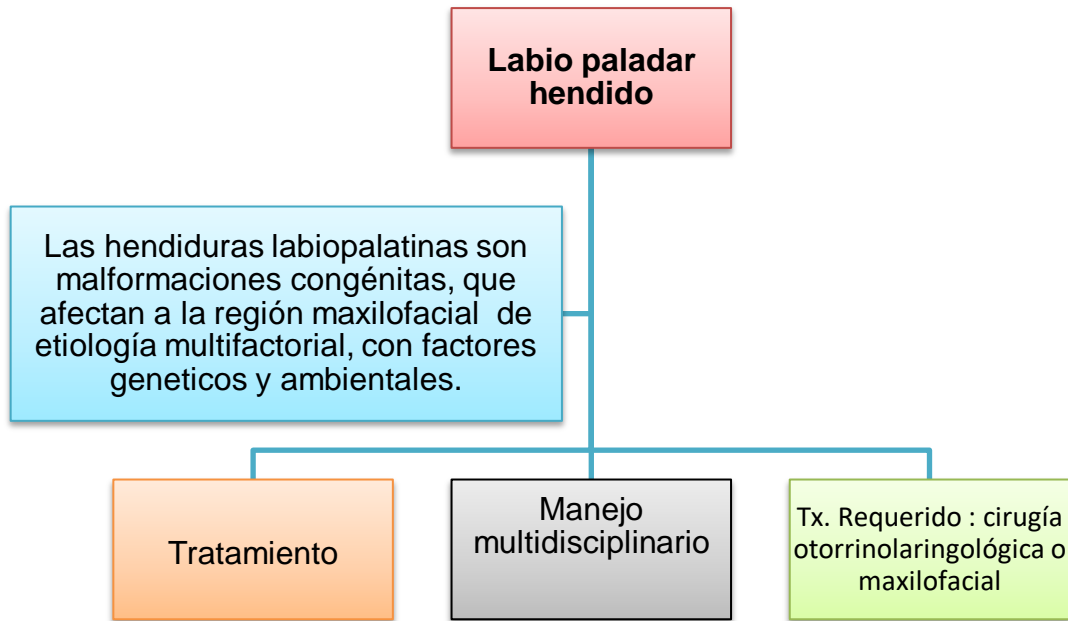 Labio paladar
hendido
Las hendiduras labiopalatinas son
malformaciones congénitas, que
afectan a la región maxilofacial de
etiología multifactorial, con factores
geneticos y ambientales.
Tratamiento
Manejo
multidisciplinario
Tx. Requerido : cirugía
otorrinolaringológica o
maxilofacial